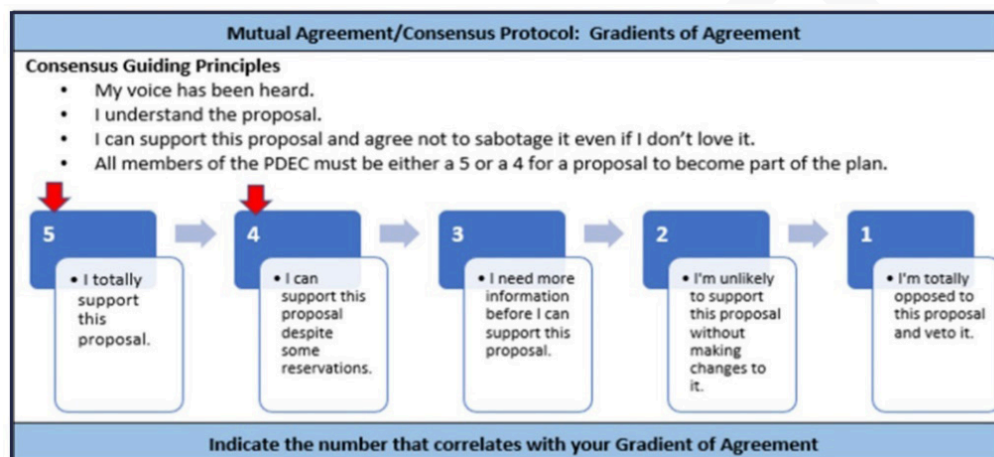 Mutual Agreement/Consensus Protocol: Gradients of Agreement
Consensus Guiding Principles
• My voice has been heard.
• I understand the proposal.
• I can support this proposal and agree not to sabotage it even if I don't love it.
• All members of the PDEC must be either a 5 or a 4 for a proposal to become part of the plan.
5
• I totally
support
this
proposal.
4
• I can
support this
proposal
despite
some
reservations.
3
• I need more
information
before I can
support this
proposal.
2
• I'm unlikely
to support
this proposal
without
making
changes to
it.
1
• I'm totally
opposed to
this proposal
and veto it.
Indicate the number that correlates with your Gradient of Agreement